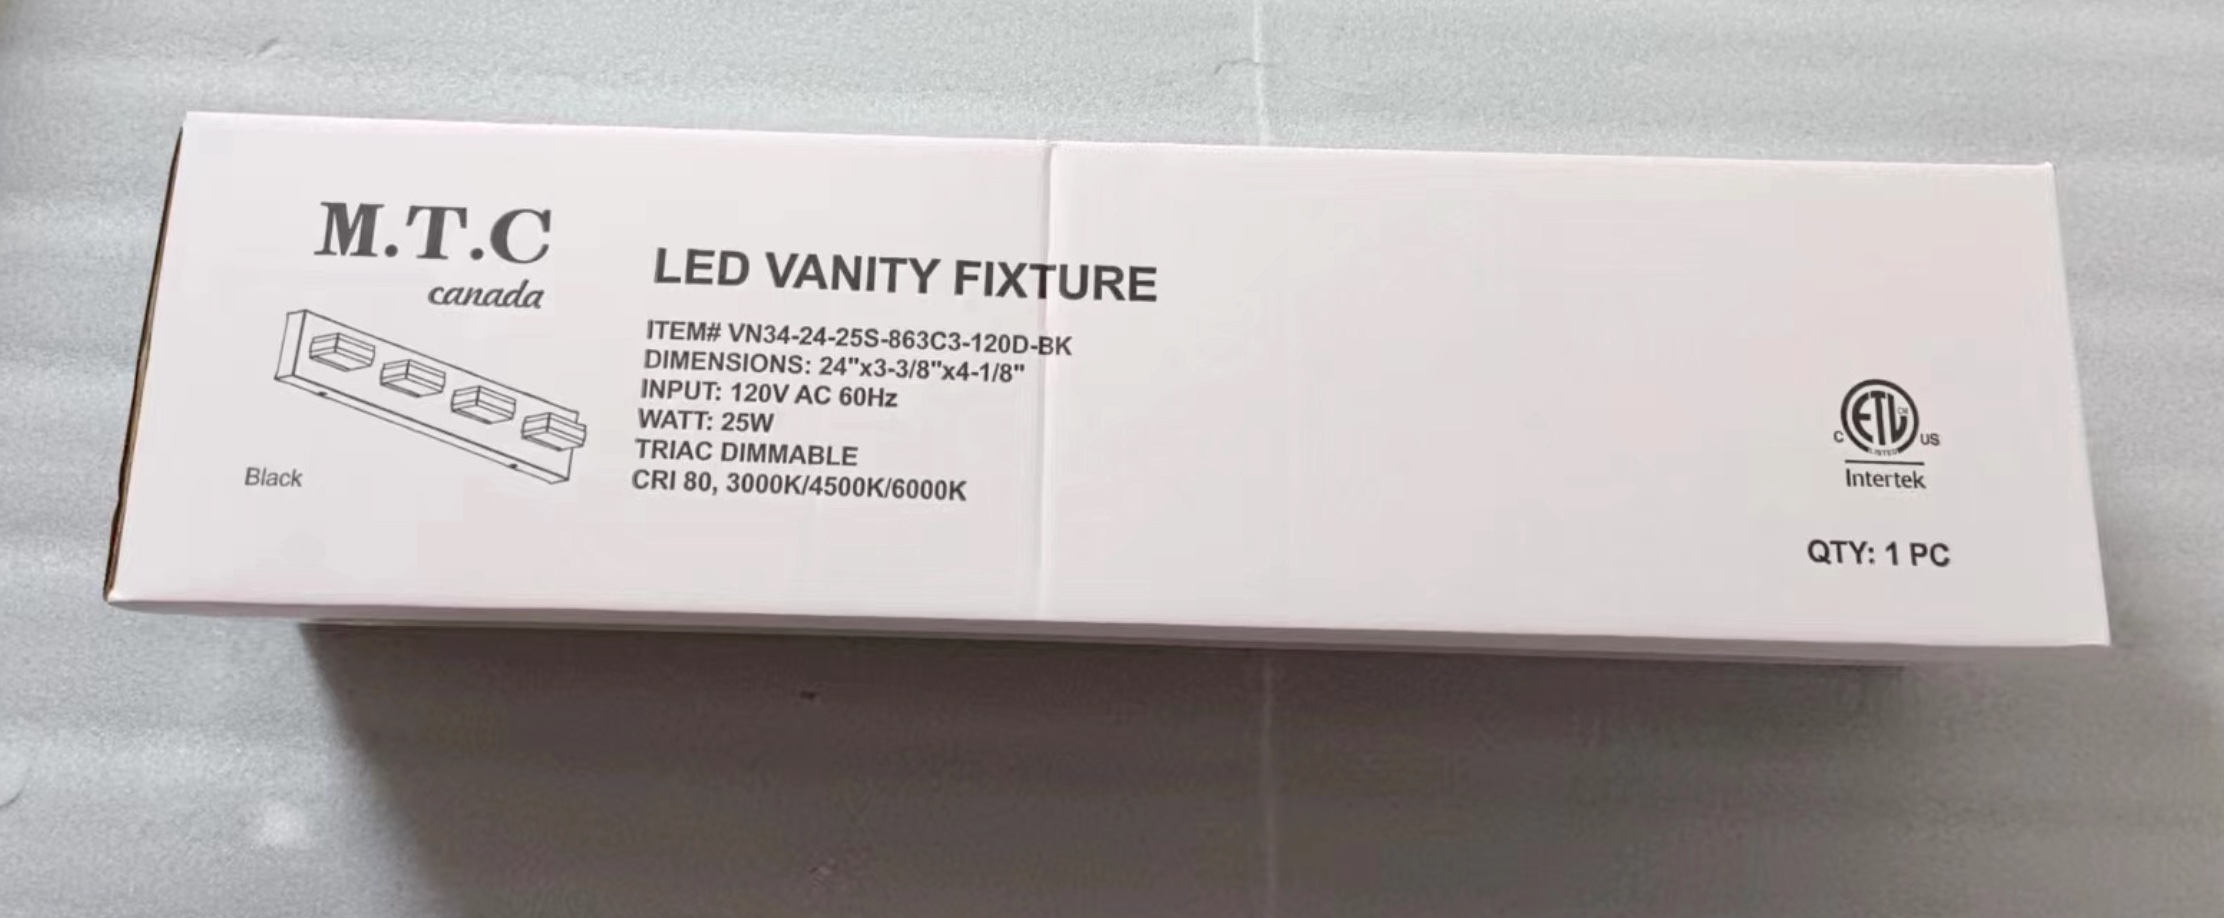 M.T.C
canada
Black
LED VANITY FIXTURE
ITEM# VN34-24-25S-863C3-120D-BK
DIMENSIONS: 24"x3-3/8"x4-1/8"
INPUT: 120V AC 60Hz
WATT: 25W
TRIAC DIMMABLE
CRI 80, 3000K/4500K/6000K
C ETL US
LISTED
Intertek
QTY: 1 PC